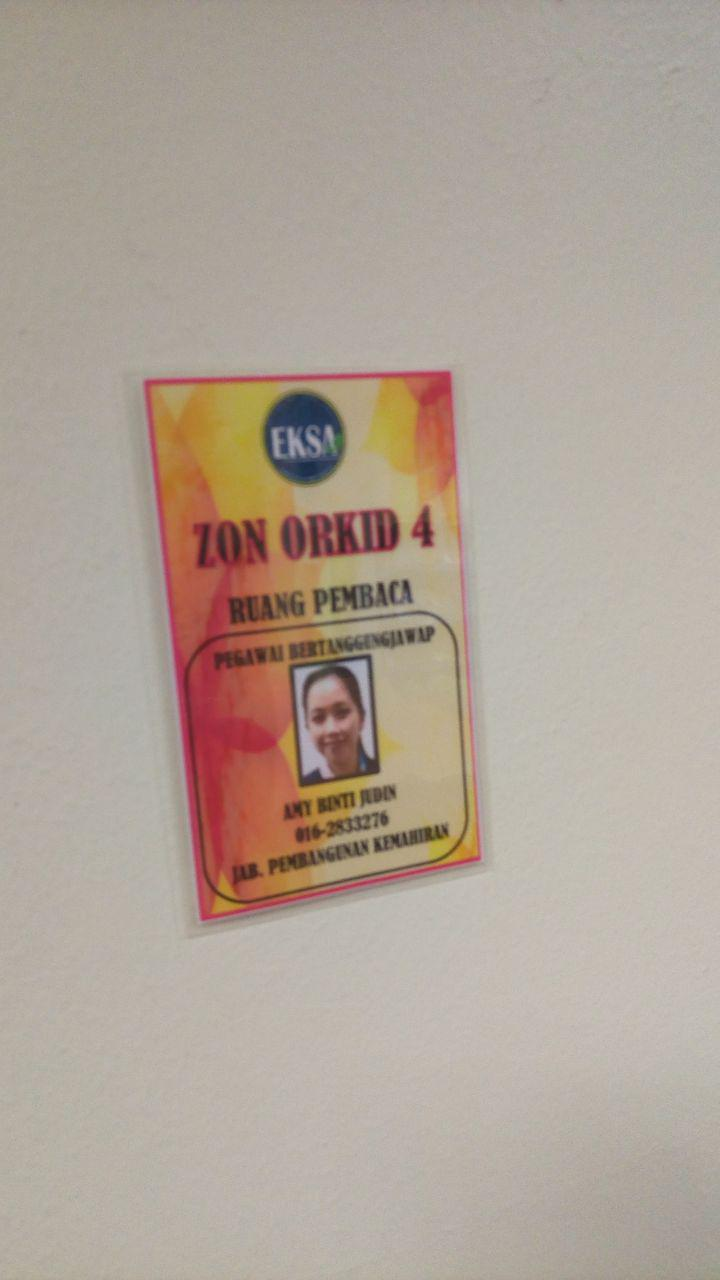 EKSA
ZON ORKID 4
RUANG PEMBACA
PEGAWAI BERTANGGUNGJAWAP
AMY BINTI JUDIN
016-2833276
JAB. PEMBANGUNAN KEMAHIRAN